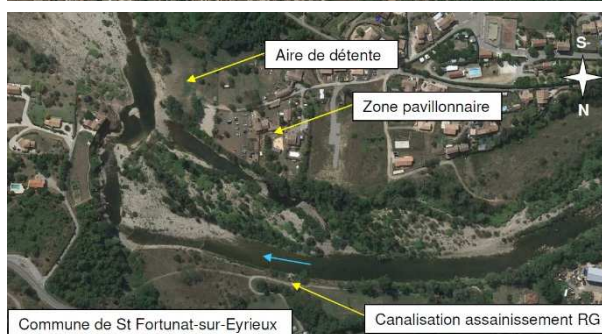 Aire de détente
S-
Zone pavillonnaire
N
Commune de St Fortunat-sur-Eyrieux
Canalisation assainissement RG